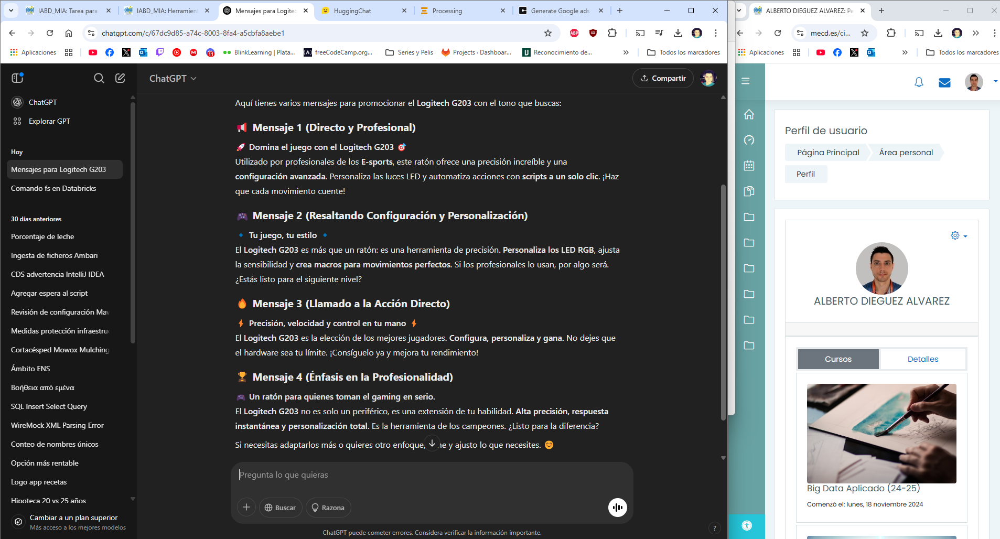 IABD_MIA: Tarea para
IABD_MIA: Herramien
Mensajes para Logitec
HuggingChat
Processing
Generate Google ads
ALBERTO DIEGUEZ ALVAREZ: Pe
chatgpt.com/c/67dc9d85-a74c-8003-8fa4-a5cbfa8aebe1
ABP
mecd.es/ci...
Aplicaciones
BlinkLearning | Plata...
freeCodeCamp.org...
Series y Pelis
Projects · Dashboar...
Reconocimiento de...
Todos los marcadores
Aplicaciones
Todos los marcadores
ChatGPT
Compartir
ChatGPT
Explorar GPT
Hoy
Mensajes para Logitech G203
Comando fs en Databricks
30 días anteriores
Porcentaje de leche
Ingesta de ficheros Ambari
CDS advertencia IntelliJ IDEA
Agregar espera al script
Revisión de configuración Mav
Medidas protección infraestruc
Cortacésped Mowox Mulching
Ámbito ENS
Βοήθεια από εμένα
SQL Insert Select Query
WireMock XML Parsing Error
Conteo de nombres únicos
Opción más rentable
Logo app recetas
Hipoteca 20 vs 25 años
Cambiar a un plan superior
Más acceso a los mejores modelos
Aquí tienes varios mensajes para promocionar el Logitech G203 con el tono que buscas:
📢 Mensaje 1 (Directo y Profesional)
🚀 Domina el juego con el Logitech G203 🎯
Utilizado por profesionales de los E-sports, este ratón ofrece una precisión increíble y una
configuración avanzada. Personaliza las luces LED y automatiza acciones con scripts a un solo clic. ¡Haz
que cada movimiento cuente!
🎮 Mensaje 2 (Resaltando Configuración y Personalización)
🔹 Tu juego, tu estilo 🔹
El Logitech G203 es más que un ratón: es una herramienta de precisión. Personaliza los LED RGB, ajusta
la sensibilidad y crea macros para movimientos perfectos. Si los profesionales lo usan, por algo será.
¿Estás listo para el siguiente nivel?
🔥 Mensaje 3 (Llamado a la Acción Directo)
⚡ Precisión, velocidad y control en tu mano ⚡
El Logitech G203 es la elección de los mejores jugadores. Configura, personaliza y gana. No dejes que
el hardware sea tu límite. ¡Consíguelo ya y mejora tu rendimiento!
🏆 Mensaje 4 (Énfasis en la Profesionalidad)
🎮 Un ratón para quienes toman el gaming en serio.
El Logitech G203 no es solo un periférico, es una extensión de tu habilidad. Alta precisión, respuesta
instantánea y personalización total. Es la herramienta de los campeones. ¿Listo para la diferencia?
Si necesitas adaptarlos más o quieres otro enfoque, y ajusto lo que necesites. 😊
Pregunta lo que quieras
Buscar
Razona
ChatGPT puede cometer errores. Considera verificar la información importante.
?
Perfil de usuario
Página Principal
Área personal
Perfil
ALBERTO DIEGUEZ ALVAREZ
Cursos
Detalles
Big Data Aplicado (24-25)
Comenzó el: lunes, 18 noviembre 2024